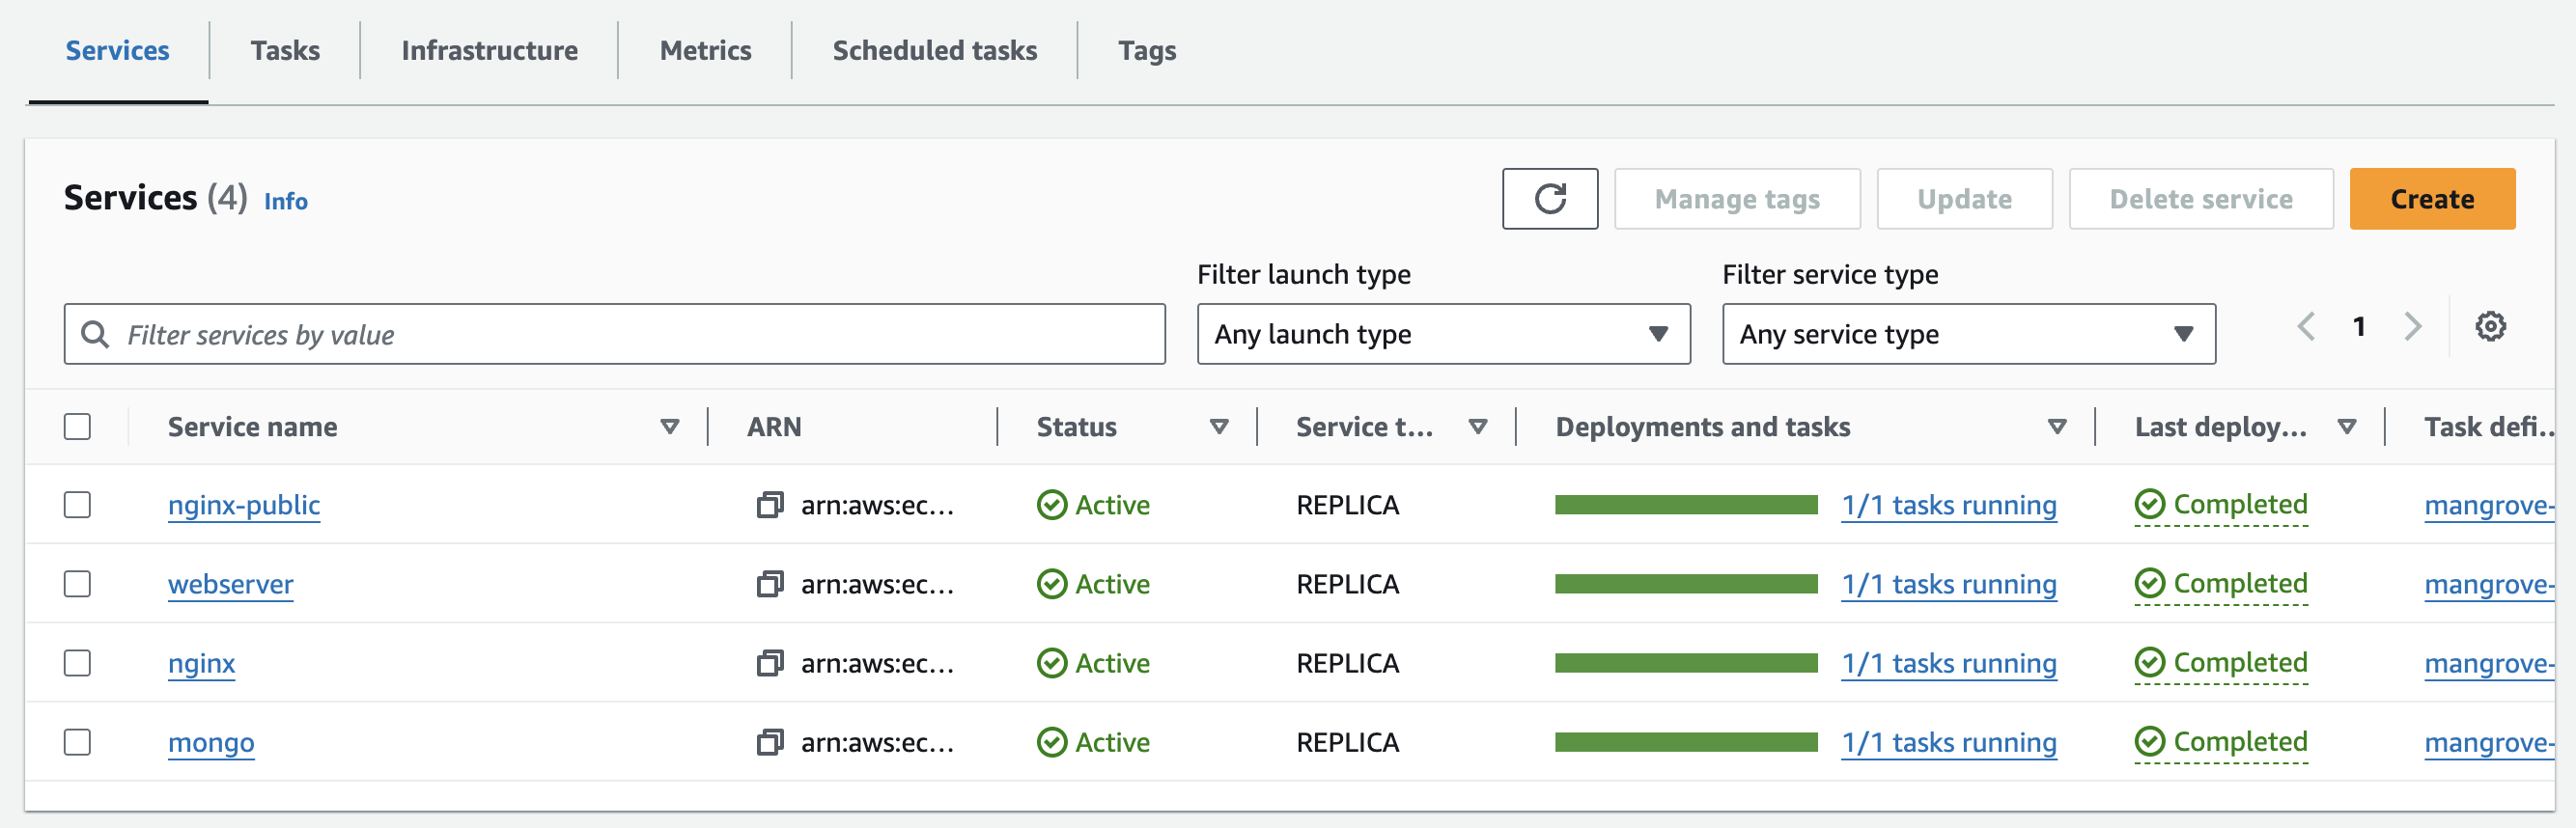 Services Tasks Infrastructure Metrics Scheduled tasks Tags
Services (4) Info
Manage tags Update Delete service Create
Filter launch type Filter service type
Filter services by value Any launch type Any service type 1
Service name ARN Status Service t... Deployments and tasks Last deploy... Task defi..
nginx-public arn:aws:ec... Active REPLICA 1/1 tasks running Completed mangrove-
webserver arn:aws:ec... Active REPLICA 1/1 tasks running Completed mangrove-
nginx arn:aws:ec... Active REPLICA 1/1 tasks running Completed mangrove-
mongo arn:aws:ec... Active REPLICA 1/1 tasks running Completed mangrove-